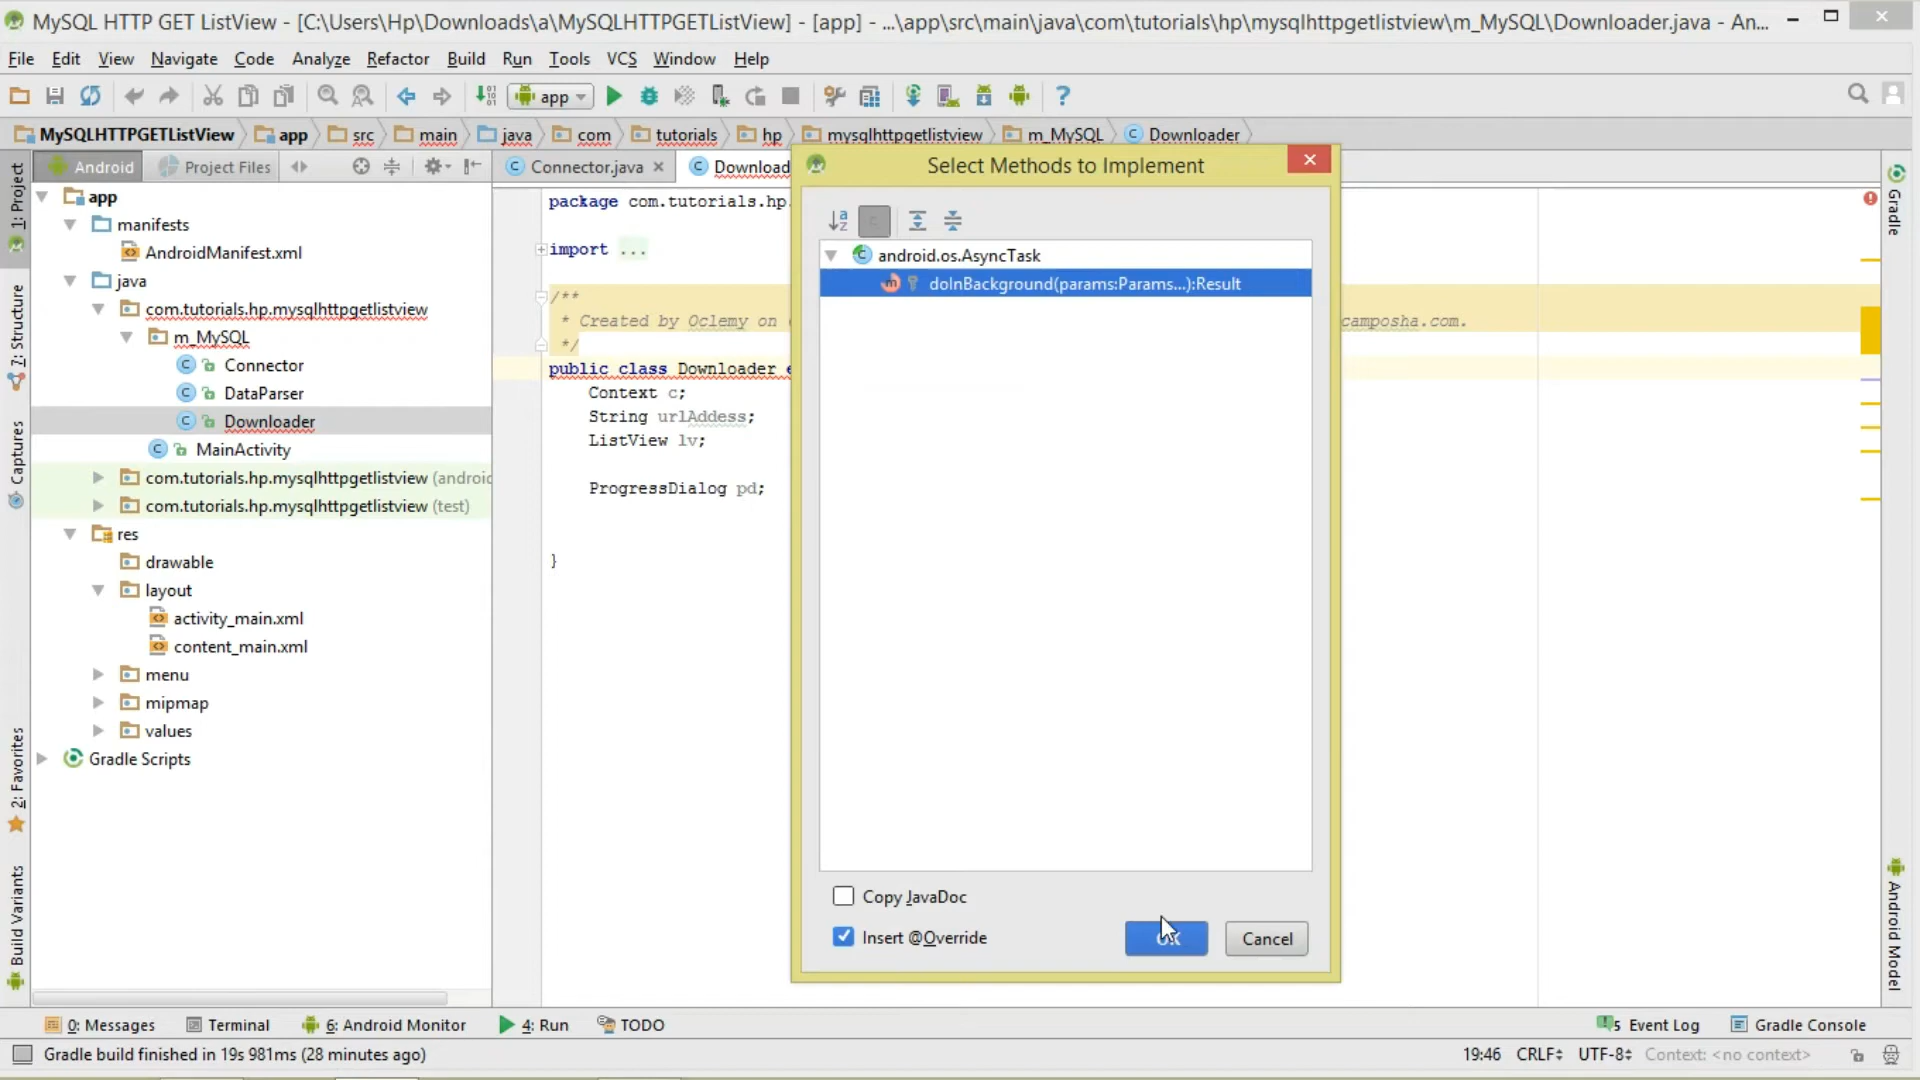 MySQL HTTP GET ListView - [C:\Users\Hp\Downloads\a\MySQLHTTPGETListView] - [app] - ...\app\src\main\java\com\tutorials\hp\mysqlhttpgetlistview\m_MySQL\Downloader.java - An...
File Edit View Navigate Code Analyze Refactor Build Run Tools VCS Window Help
app
MySQLHTTPGETListView app src main java com tutorials hp mysqlhttpgetlistview m_MySQL Downloader
Android Project Files Connector.java Download
Select Methods to Implement
1: Project
7: Structure
Captures
2: Favorites
Build Variants
app
manifests
AndroidManifest.xml
java
com.tutorials.hp.mysqlhttpgetlistview
m_MySQL
Connector
DataParser
Downloader
MainActivity
com.tutorials.hp.mysqlhttpgetlistview (androic
com.tutorials.hp.mysqlhttpgetlistview (test)
res
drawable
layout
activity_main.xml
content_main.xml
menu
mipmap
values
Gradle Scripts
package com.tutorials.hp.
import ...
/**
* Created by Oclemy on camposha.com.
*/
public class Downloader e
Context c;
String urlAddess;
ListView lv;
ProgressDialog pd;
}
android.os.AsyncTask
doInBackground(params:Params...):Result
Copy JavaDoc
Insert @Override
OK
Cancel
Gradle
Android Model
0: Messages Terminal 6: Android Monitor 4: Run TODO 5 Event Log Gradle Console
Gradle build finished in 19s 981ms (28 minutes ago) 19:46 CRLF UTF-8 Context: <no context>